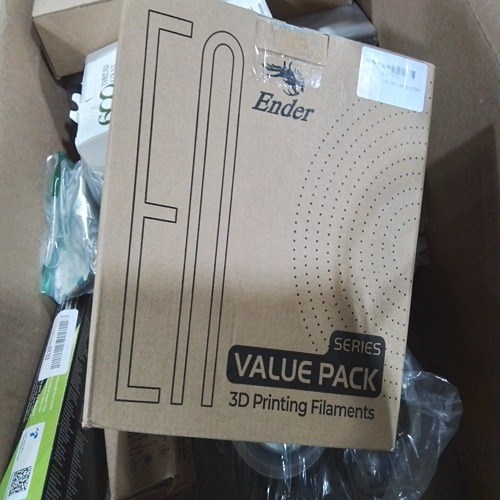 Ender
SERIES
VALUE PACK
3D Printing Filaments